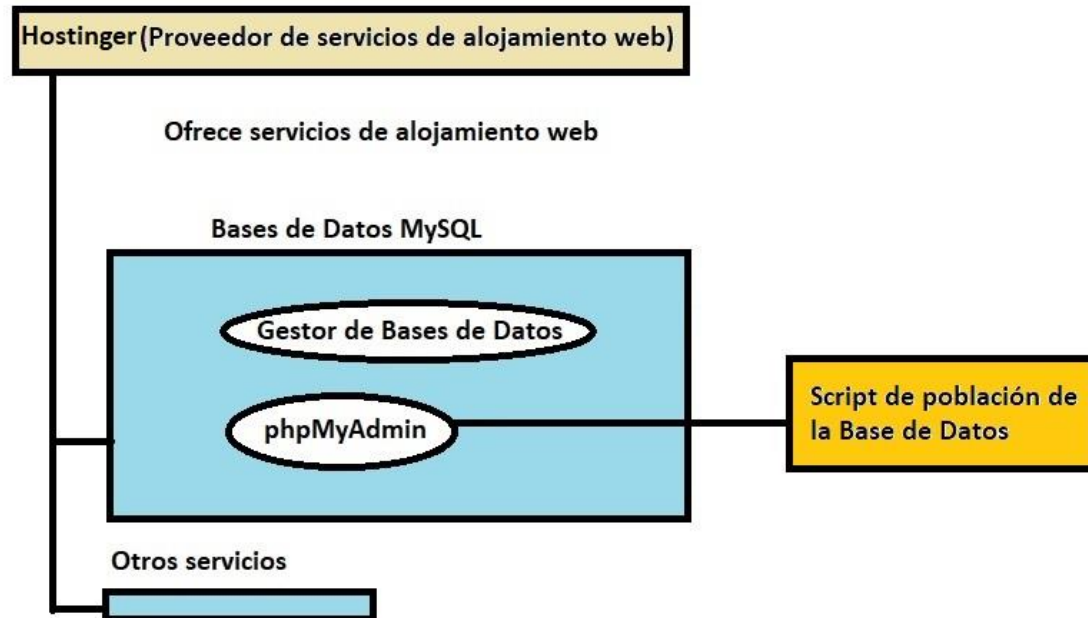 Hostinger (Proveedor de servicios de alojamiento web)
Ofrece servicios de alojamiento web
Bases de Datos MySQL
Gestor de Bases de Datos
phpMyAdmin
Script de población de
la Base de Datos
Otros servicios